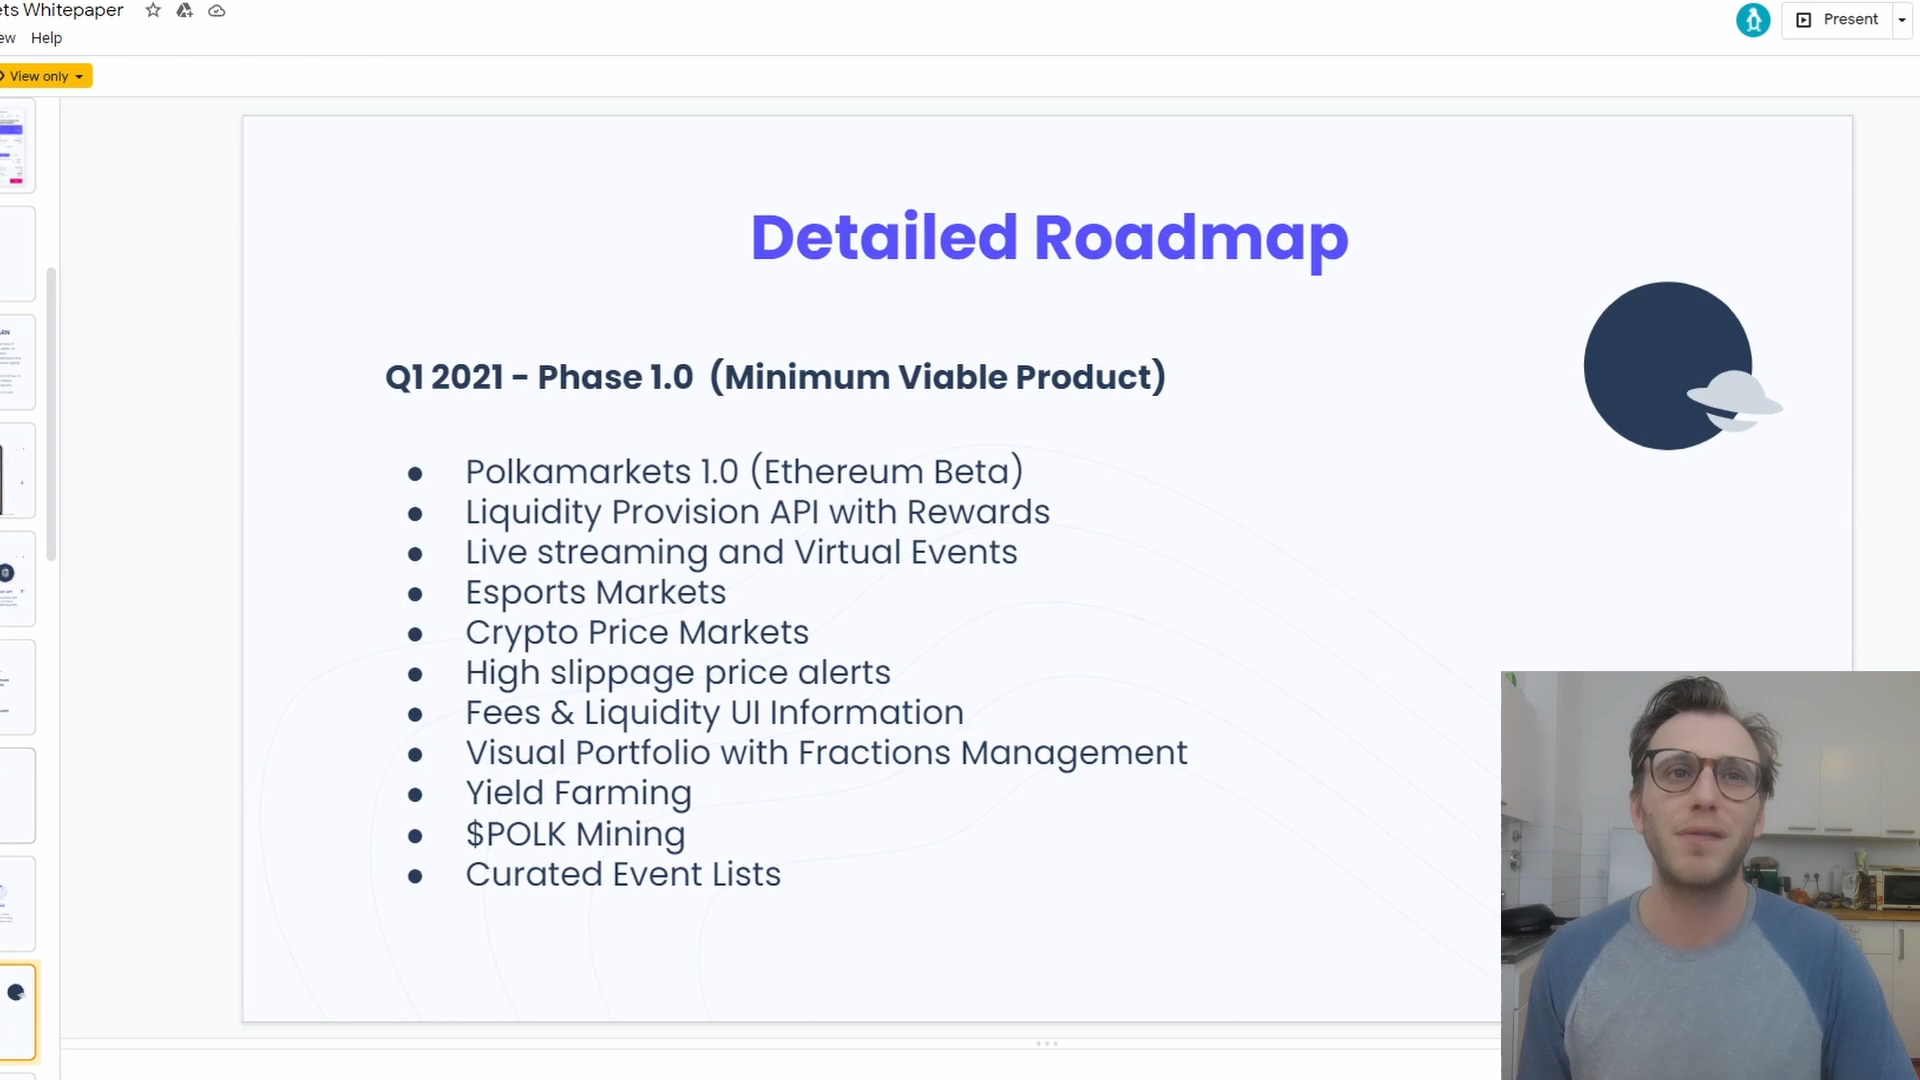 ets Whitepaper
ew Help
Present
View only
Detailed Roadmap
Q1 2021 - Phase 1.0 (Minimum Viable Product)
● Polkamarkets 1.0 (Ethereum Beta)
● Liquidity Provision API with Rewards
● Live streaming and Virtual Events
● Esports Markets
● Crypto Price Markets
● High slippage price alerts
● Fees & Liquidity UI Information
● Visual Portfolio with Fractions Management
● Yield Farming
● $POLK Mining
● Curated Event Lists